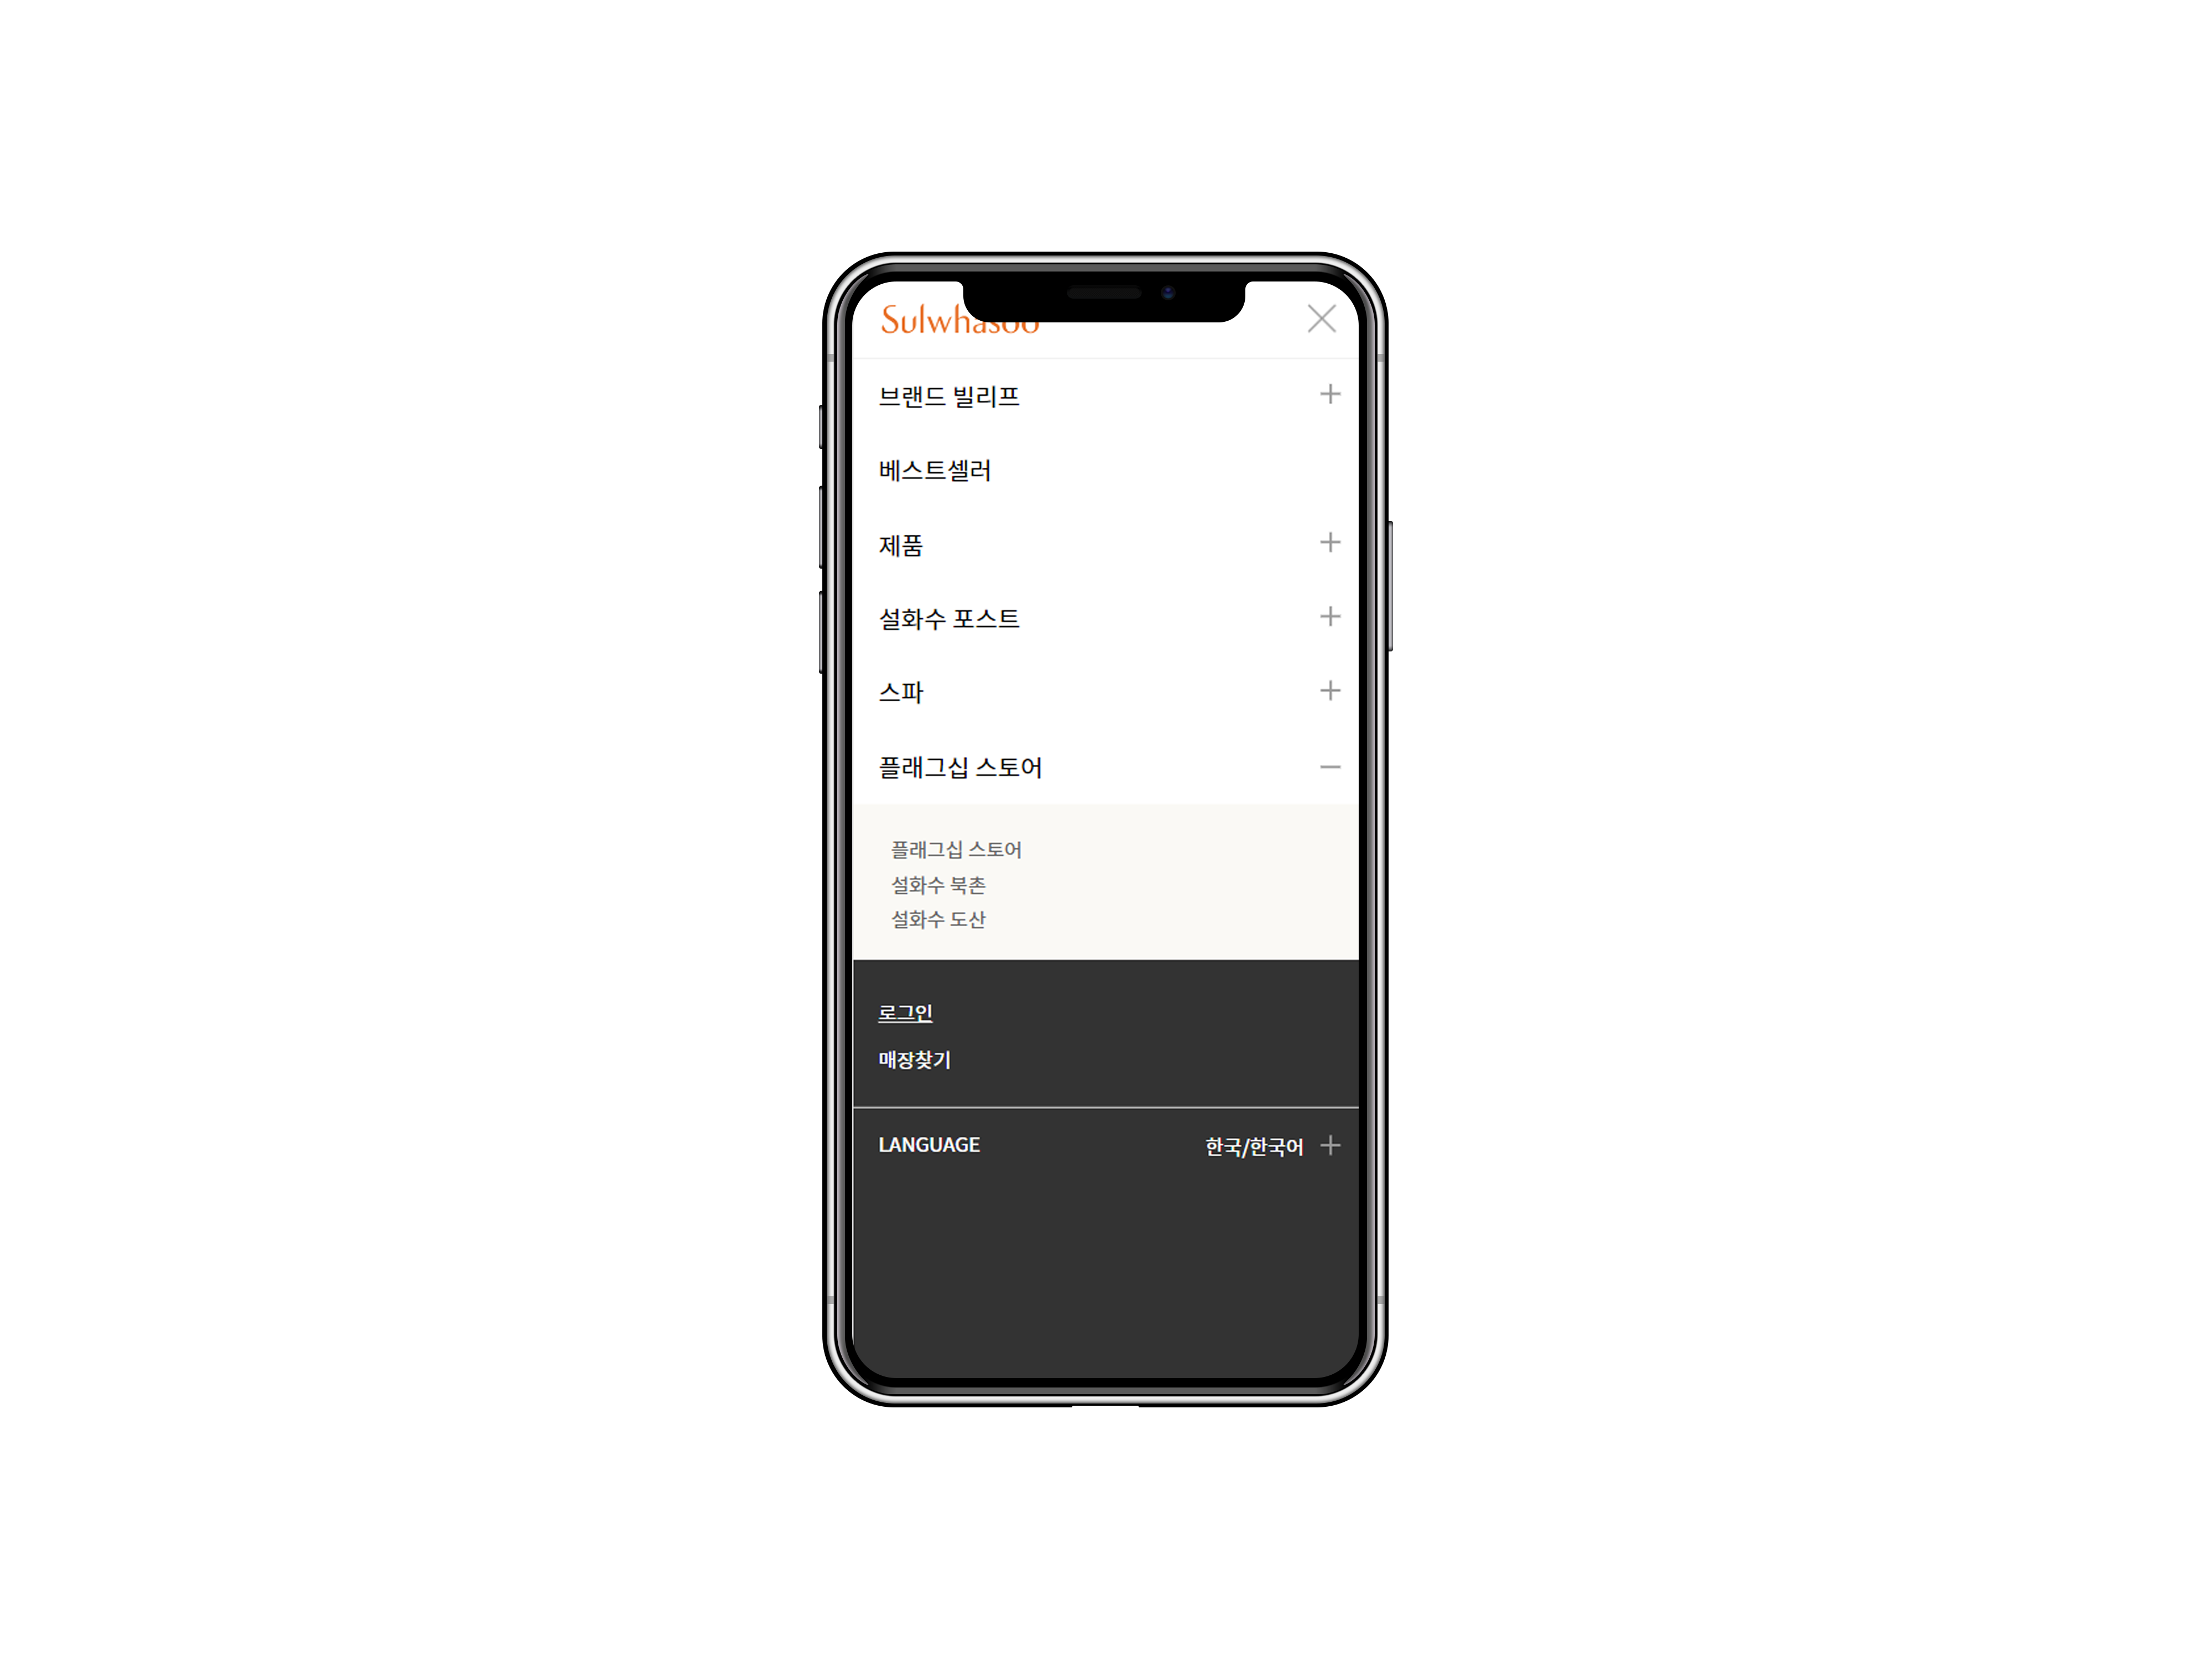 Sulwhasoo
브랜드 빌리프
베스트셀러
제품
설화수 포스트
스파
플래그십 스토어
플래그십 스토어
설화수 북촌
설화수 도산
로그인
매장찾기
LANGUAGE 한국/한국어